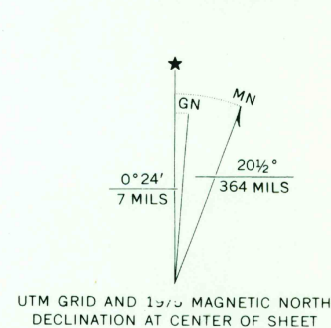 ★
GN
MN
0°24′
7 MILS
20½°
364 MILS
UTM GRID AND MAGNETIC NORTH
DECLINATION AT CENTER OF SHEET